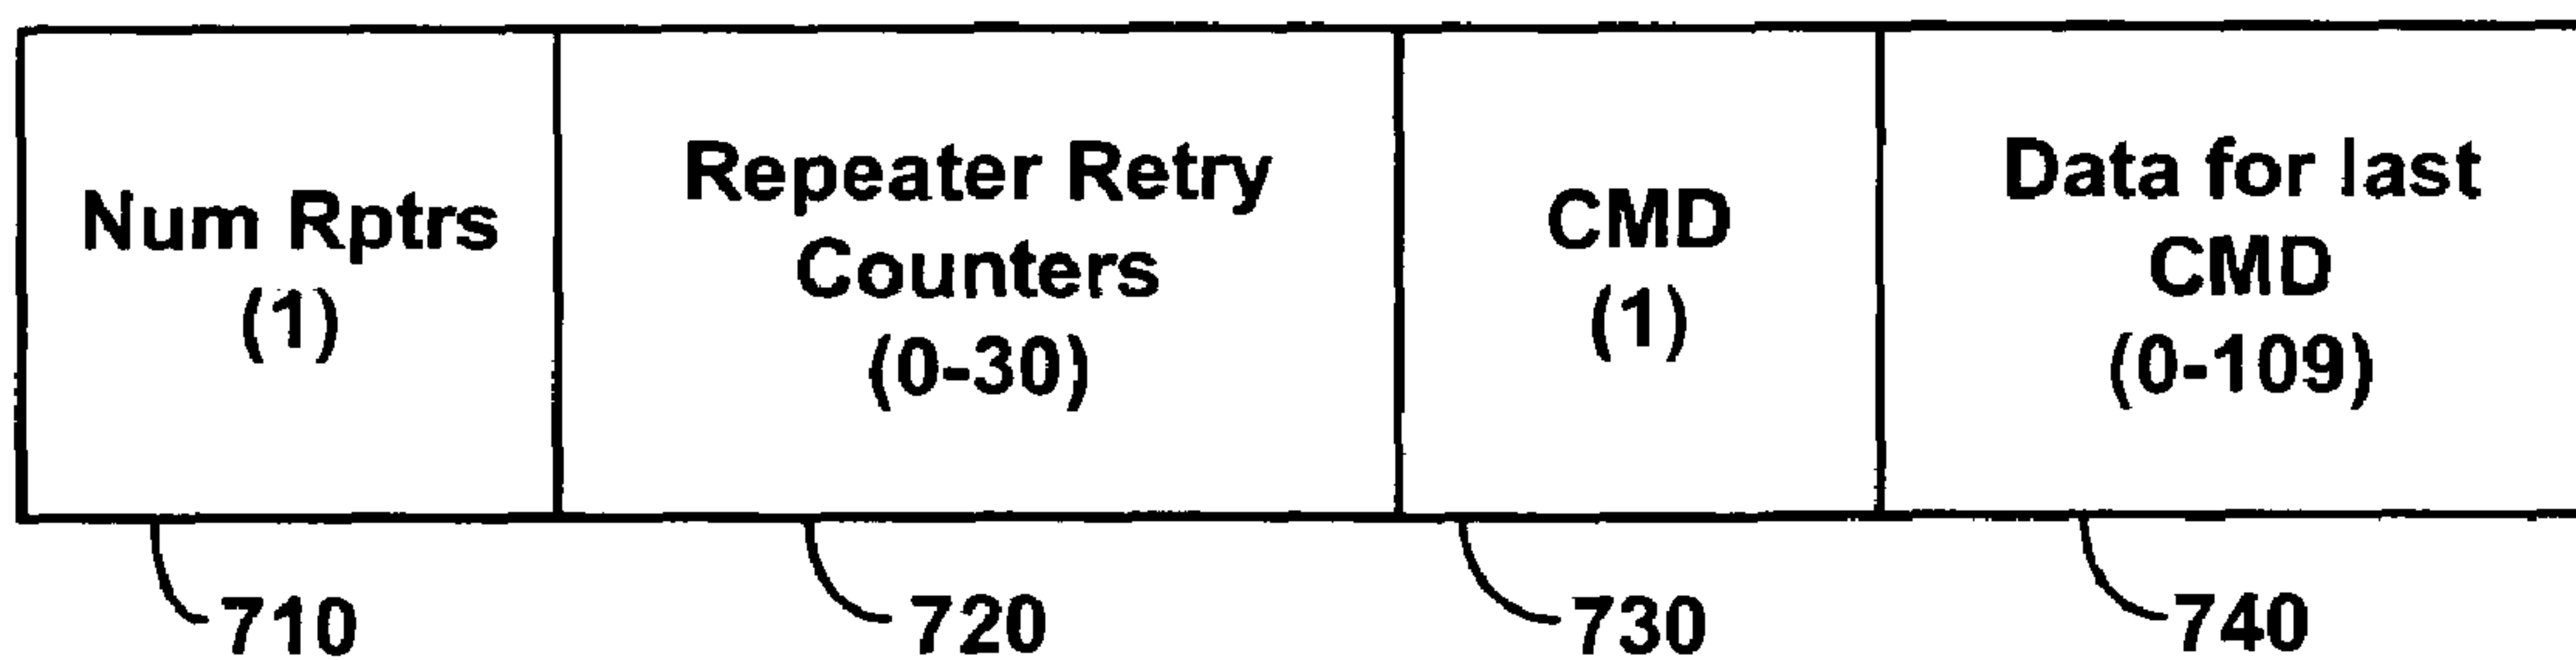 Num Rptrs
(1)
Repeater Retry
Counters
(0-30)
CMD
(1)
Data for last
CMD
(0-109)
710
720
730
740